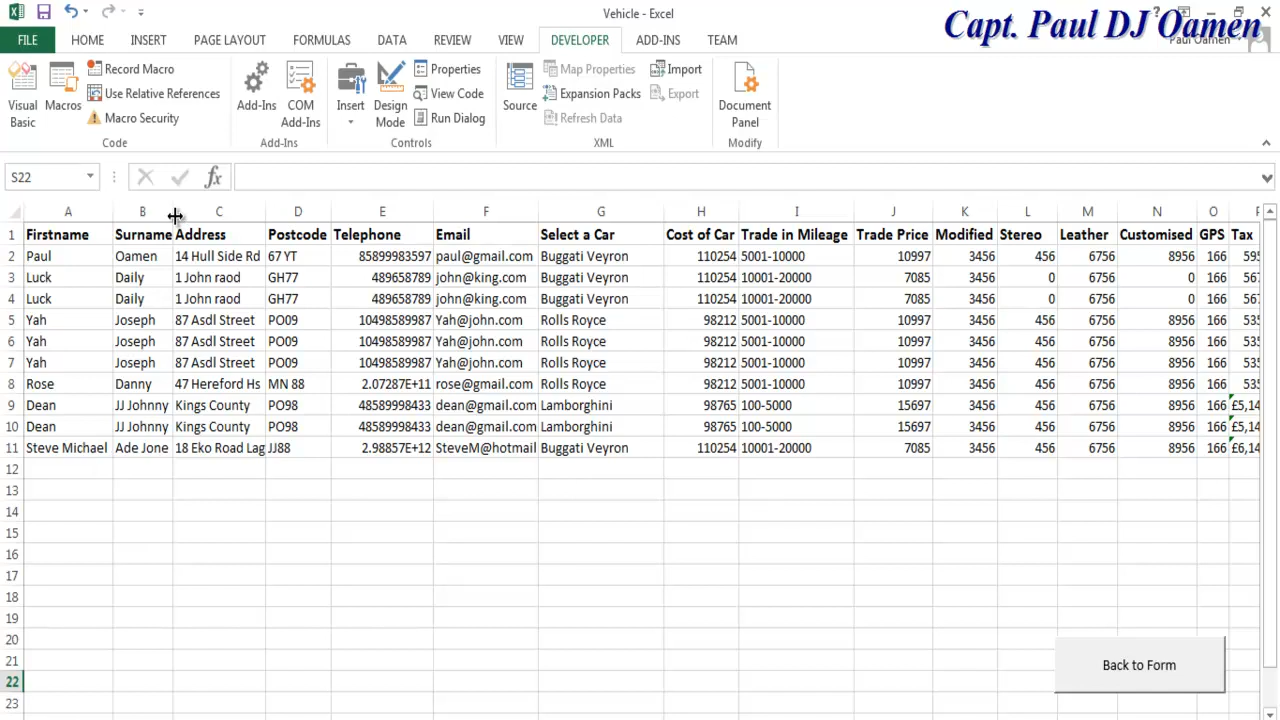 Vehicle - Excel
Capt. Paul DJ Oamen
FILE HOME INSERT PAGE LAYOUT FORMULAS DATA REVIEW VIEW DEVELOPER ADD-INS TEAM Paul Oamen
Visual Basic
Macros
Record Macro
Use Relative References
Macro Security
Code
Add-Ins
COM Add-Ins
Add-Ins
Insert
Design Mode
Properties
View Code
Run Dialog
Controls
Source
Map Properties
Expansion Packs
Refresh Data
Import
Export
XML
Document Panel
Modify
S22 fx
A B C D E F G H I J K L M N O P
1 Firstname Surname Address Postcode Telephone Email Select a Car Cost of Car Trade in Mileage Trade Price Modified Stereo Leather Customised GPS Tax
2 Paul Oamen 14 Hull Side Rd 67 YT 85899983597 paul@gmail.com Buggati Veyron 110254 5001-10000 10997 3456 456 6756 8956 166 595
3 Luck Daily 1 John raod GH77 489658789 john@king.com Buggati Veyron 110254 10001-20000 7085 3456 0 6756 0 166 567
4 Luck Daily 1 John raod GH77 489658789 john@king.com Buggati Veyron 110254 10001-20000 7085 3456 0 6756 0 166 567
5 Yah Joseph 87 Asdl Street PO09 10498589987 Yah@john.com Rolls Royce 98212 5001-10000 10997 3456 456 6756 8956 166 535
6 Yah Joseph 87 Asdl Street PO09 10498589987 Yah@john.com Rolls Royce 98212 5001-10000 10997 3456 456 6756 8956 166 535
7 Yah Joseph 87 Asdl Street PO09 10498589987 Yah@john.com Rolls Royce 98212 5001-10000 10997 3456 456 6756 8956 166 535
8 Rose Danny 47 Hereford Hs MN 88 2.07287E+11 rose@gmail.com Rolls Royce 98212 5001-10000 10997 3456 456 6756 8956 166 535
9 Dean JJ Johnny Kings County PO98 48589998433 dean@gmail.com Lamborghini 98765 100-5000 15697 3456 456 6756 8956 166 £5,14
10 Dean JJ Johnny Kings County PO98 48589998433 dean@gmail.com Lamborghini 98765 100-5000 15697 3456 456 6756 8956 166 £5,14
11 Steve Michael Ade Jone 18 Eko Road Lag JJ88 2.98857E+12 SteveM@hotmail Buggati Veyron 110254 10001-20000 7085 3456 456 6756 8956 166 £6,14
12
13
14
15
16
17
18
19
20
21
22
23
Back to Form